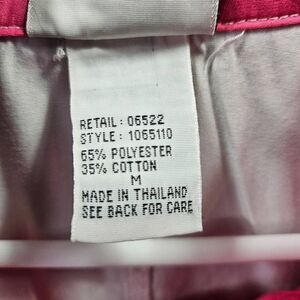 RETAIL: 06522
STYLE: 1065110
65% POLYESTER
35% COTTON
M
MADE IN THAILAND
SEE BACK FOR CARE